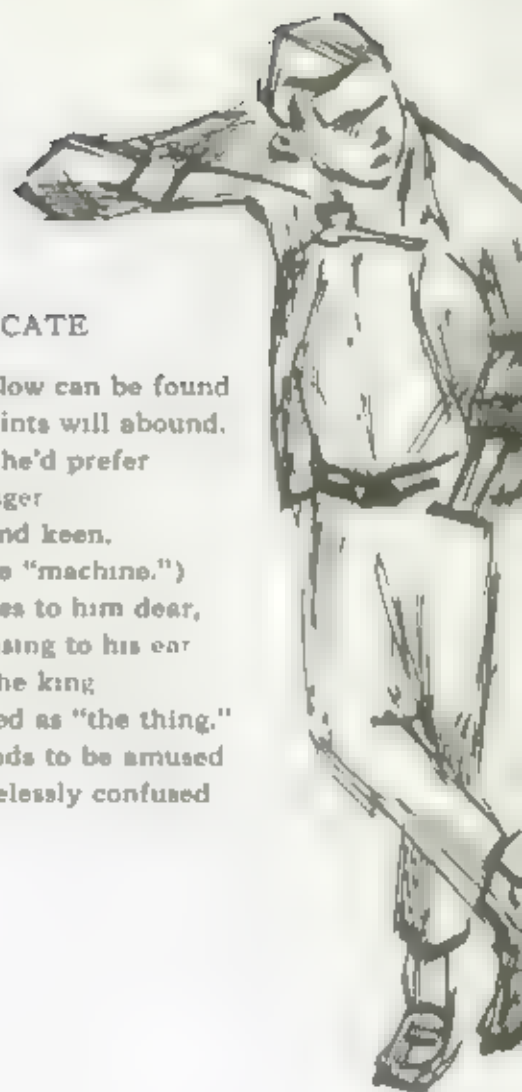 CATE
low can be found
ints will abound.
he'd prefer
ger
nd keen.
e "machine.")
es to him dear,
sing to his ear
he king
ed as "the thing."
ds to be amused
elessly confused